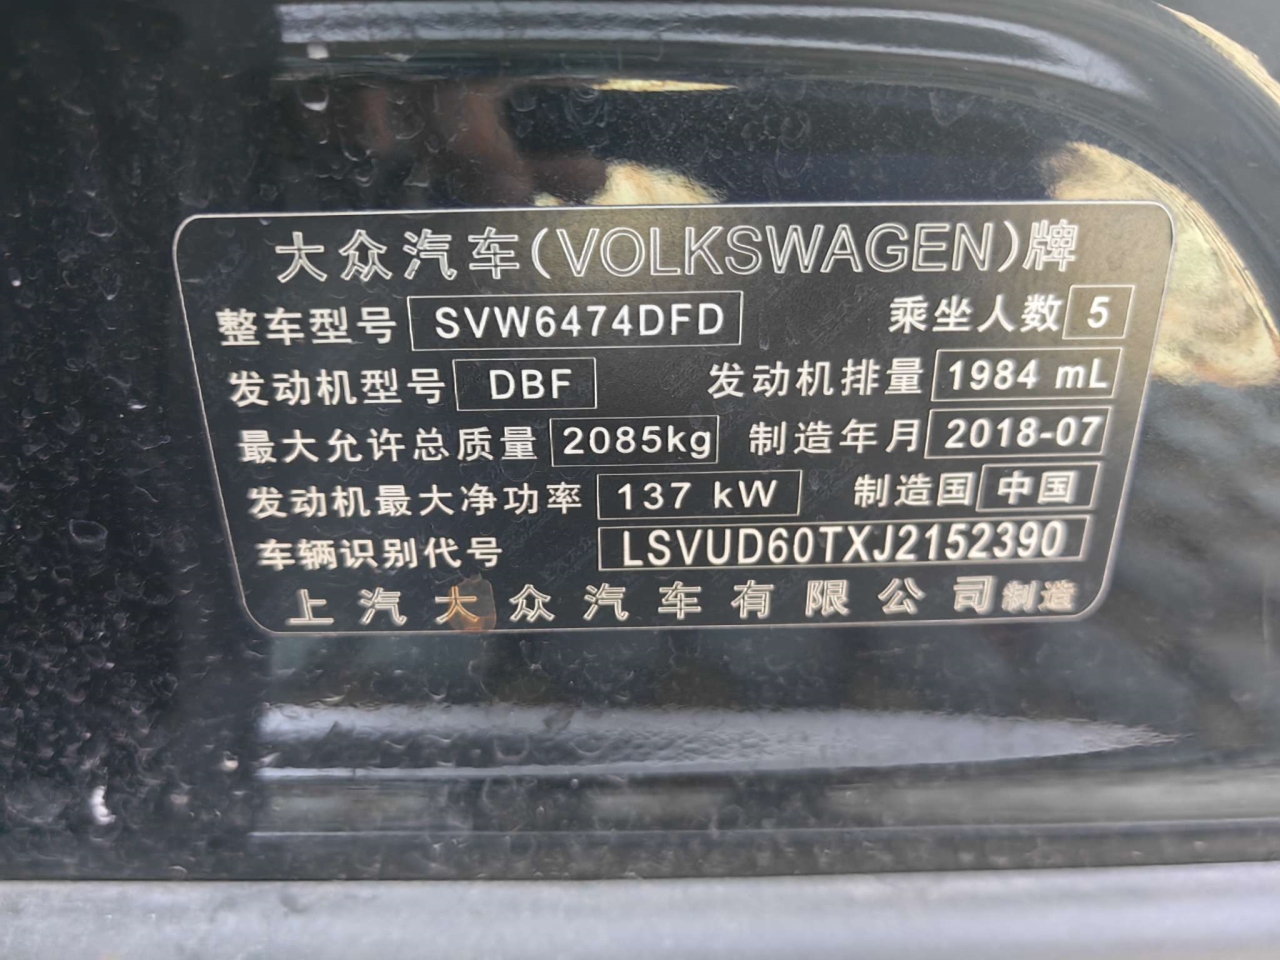 大众汽车(VOLKSWAGEN)牌
整车型号 SVW6474DFD 乘坐人数 5
发动机型号 DBF 发动机排量 1984 mL
最大允许总质量 2085kg 制造年月 2018-07
发动机最大净功率 137 kW 制造国 中国
车辆识别代号 LSVUD60TXJ2152390
上汽大众汽车有限公司制造